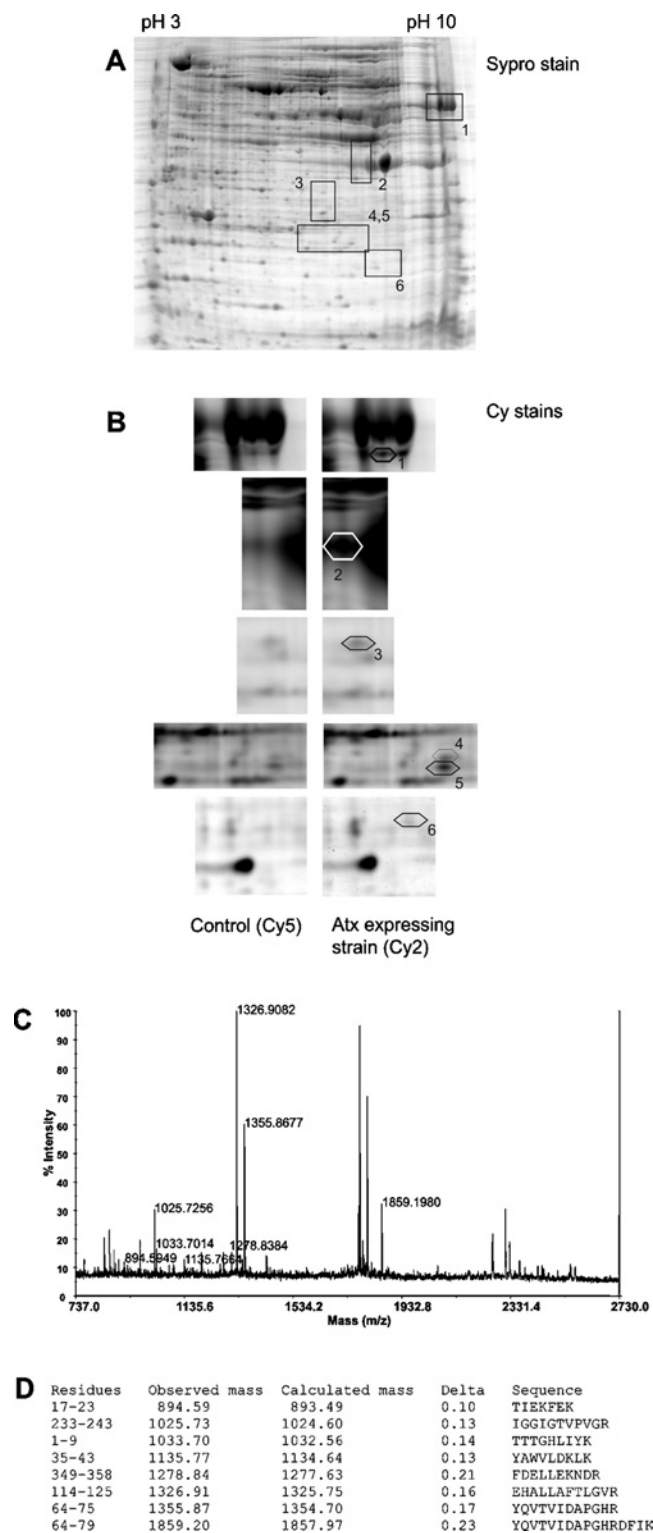 pH 3 pH 10
A
Sypro stain
1
2
3
4,5
6
B
Cy stains
1
2
3
4
5
6
Control (Cy5)
Atx expressing
strain (Cy2)
C
1326.9082
1355.8677
1025.7256
1859.1980
1033.7014
1278.8384
894.5949
1135.7664
% Intensity
100
90
80
70
60
50
40
30
20
10
0
737.0 1135.6 1534.2 1932.8 2331.4 2730.0
Mass (m/z)
D
Residues Observed mass Calculated mass Delta Sequence
17-23 894.59 893.49 0.10 TIEKFEK
233-243 1025.73 1024.60 0.13 IGGIGTVPVGR
1-9 1033.70 1032.56 0.14 TTTGHLIYK
35-43 1135.77 1134.64 0.13 YAWVLDKLK
349-358 1278.84 1277.63 0.21 FDELLEKNDR
114-125 1326.91 1325.75 0.16 EHALLAFTLGVR
64-75 1355.87 1354.70 0.17 YQVTVIDAPGHR
64-79 1859.20 1857.97 0.23 YQVTVIDAPGHRDFIK